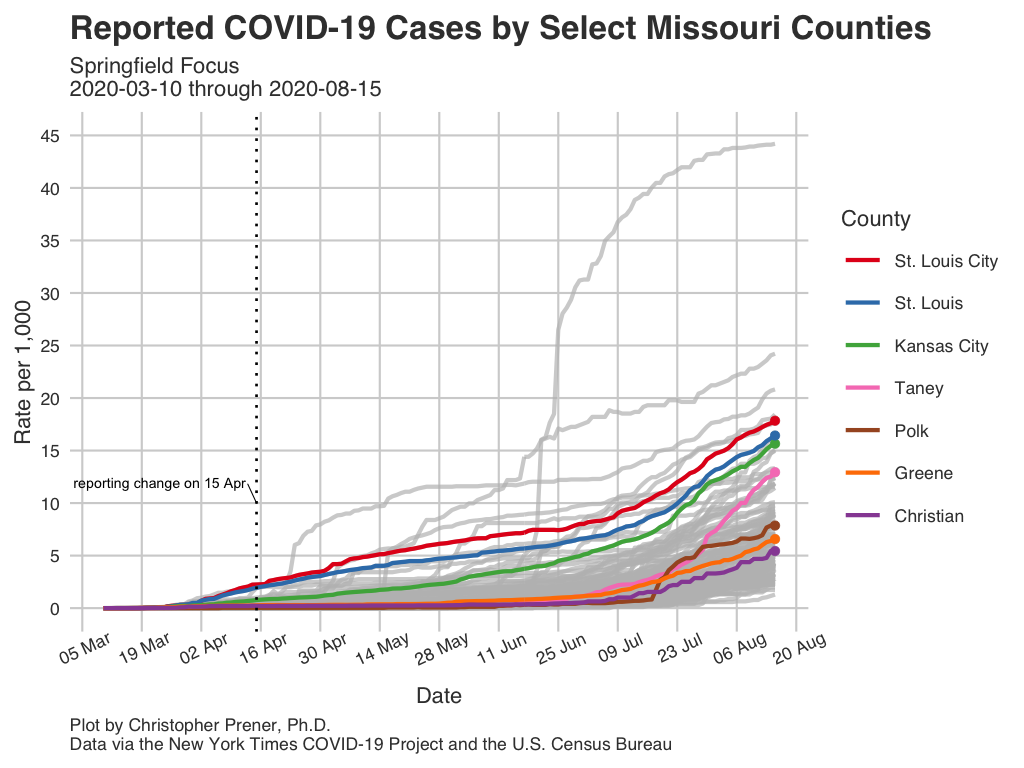 Reported COVID-19 Cases by Select Missouri Counties
Springfield Focus
2020-03-10 through 2020-08-15
Rate per 1,000
45
40
35
30
25
20
15
10
5
0
reporting change on 15 Apr
05 Mar
19 Mar
02 Apr
16 Apr
30 Apr
14 May
28 May
11 Jun
25 Jun
09 Jul
23 Jul
06 Aug
20 Aug
Date
County
St. Louis City
St. Louis
Kansas City
Taney
Polk
Greene
Christian
Plot by Christopher Prener, Ph.D.
Data via the New York Times COVID-19 Project and the U.S. Census Bureau